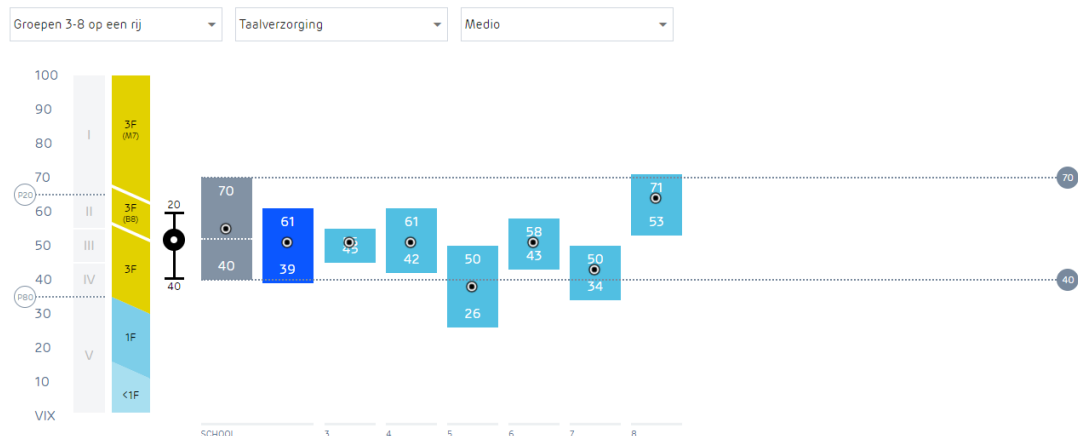 Groepen 3-8 op een rij
Taalverzorging
Medio
100
90
80
70
60
50
40
30
20
10
VIX
P20
P80
I
II
III
IV
V
3F
(M7)
3F
(B8)
3F
1F
<1F
20
40
70
40
61
39
45
61
42
50
26
58
43
50
34
71
53
70
40
SCHOOL
3
4
5
6
7
8